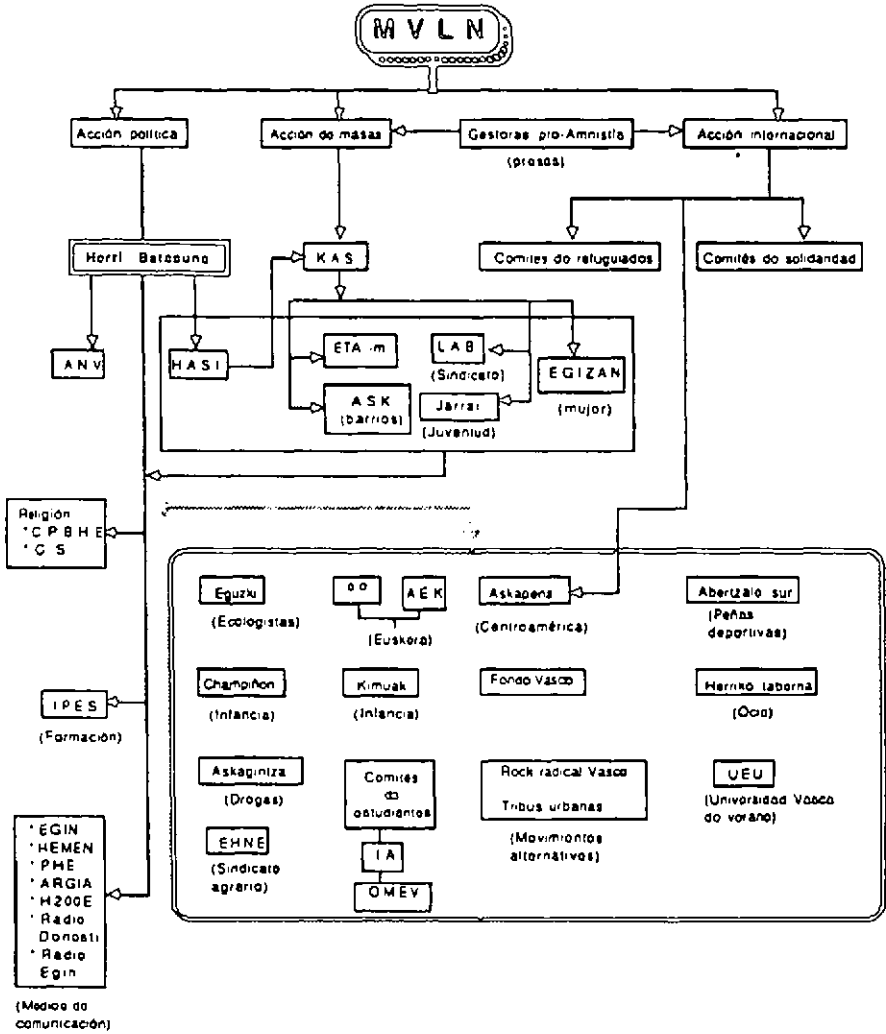 MVLN
Acción política
Acción de masas
Gestoras pro-Amnistía
(presos)
Acción internacional
Herri Batasuna
KAS
Comités de refuguiados
Comités de solidaridad
ANV
HASI
ETA-m
ASK
(barrios)
LAB
(Sindicato)
Jarrai
(Juventud)
EGIZAN
(mujer)
Religión
*CPBHE
*CS
IPES
(Formación)
*EGIN
*HEMEN
*PHE
*ARGIA
*H200E
*Radio
Donosti
*Radio
Egin
(Medios de
comunicación)
Eguzki
(Ecologistas)
AEK
(Euskera)
Askapena
(Centroamérica)
Abertzale sur
(Peñas
deportivas)
Champiñon
(Infancia)
Kimuak
(Infancia)
Fondo Vasco
Herriko taberna
(Ocio)
Askagintza
(Drogas)
EHNE
(Sindicato
agrario)
Comités
de
estudiantes
IA
OMEV
Rock radical Vasco
Tribus urbanas
(Movimientos
alternativos)
UEU
(Universidad Vasca
de verano)